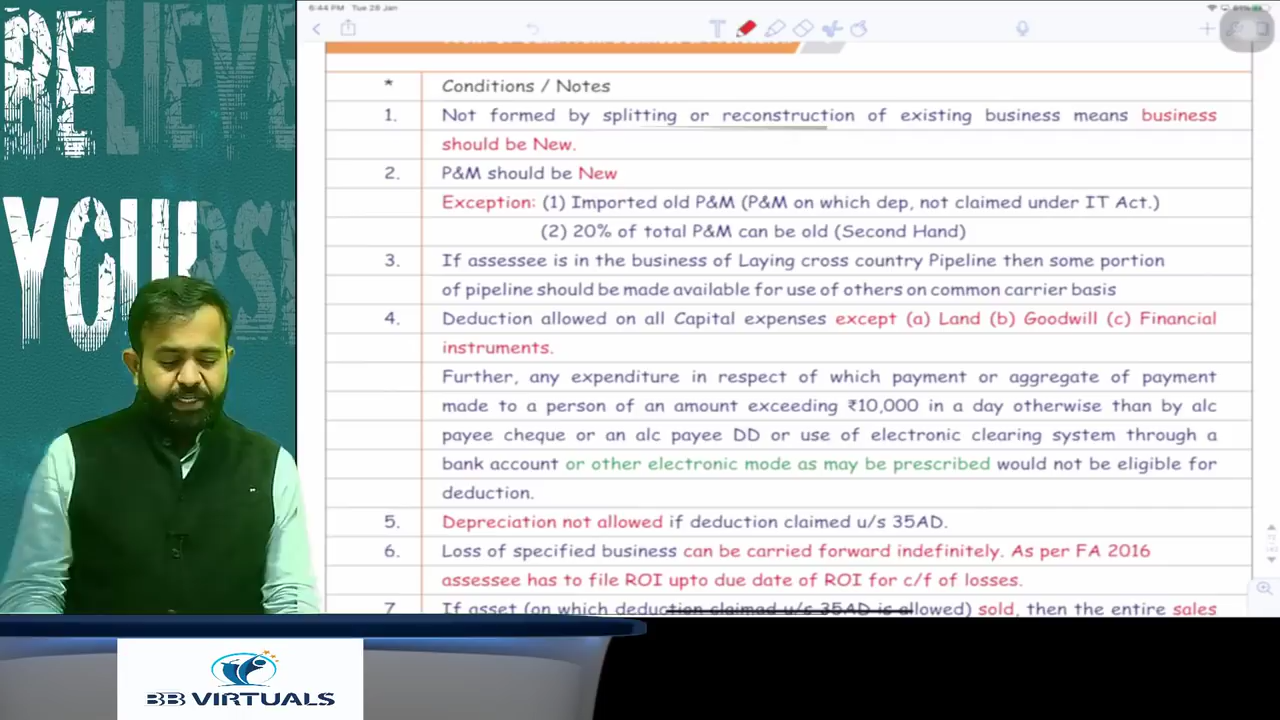 6:44 PM Tue 28 Jan
BELIEVE
YOURSE
* Conditions / Notes
1. Not formed by splitting or reconstruction of existing business means business
should be New.
2. P&M should be New
Exception: (1) Imported old P&M (P&M on which dep, not claimed under IT Act.)
(2) 20% of total P&M can be old (Second Hand)
3. If assessee is in the business of Laying cross country Pipeline then some portion
of pipeline should be made available for use of others on common carrier basis
4. Deduction allowed on all Capital expenses except (a) Land (b) Goodwill (c) Financial
instruments.
Further, any expenditure in respect of which payment or aggregate of payment
made to a person of an amount exceeding ₹10,000 in a day otherwise than by alc
payee cheque or an alc payee DD or use of electronic clearing system through a
bank account or other electronic mode as may be prescribed would not be eligible for
deduction.
5. Depreciation not allowed if deduction claimed u/s 35AD.
6. Loss of specified business can be carried forward indefinitely. As per FA 2016
assessee has to file ROI upto due date of ROI for c/f of losses.
7 If asset (on which deduction claimed u/s 35AD is allowed) sold, then the entire sales
BB VIRTUALS